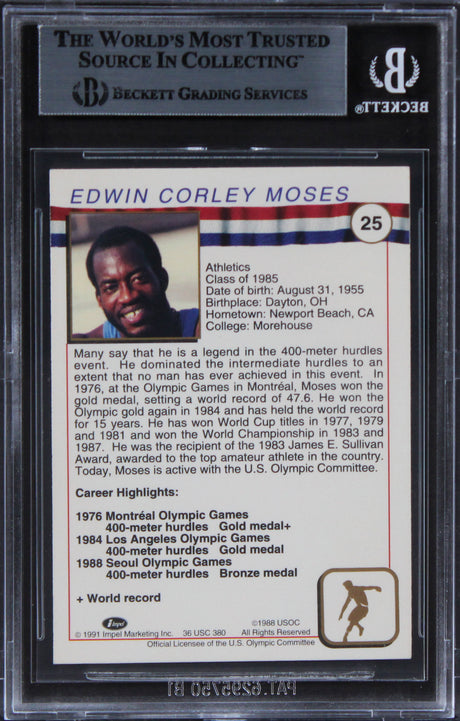 THE WORLD'S MOST TRUSTED
SOURCE IN COLLECTING™
B BECKETT GRADING SERVICES
B
BECKETT®
EDWIN CORLEY MOSES
25
Athletics
Class of 1985
Date of birth: August 31, 1955
Birthplace: Dayton, OH
Hometown: Newport Beach, CA
College: Morehouse
Many say that he is a legend in the 400-meter hurdles
event. He dominated the intermediate hurdles to an
extent that no man has ever achieved in this event. In
1976, at the Olympic Games in Montréal, Moses won the
gold medal, setting a world record of 47.6. He won the
Olympic gold again in 1984 and has held the world record
for 15 years. He has won World Cup titles in 1977, 1979
and 1981 and won the World Championship in 1983 and
1987. He was the recipient of the 1983 James E. Sullivan
Award, awarded to the top amateur athlete in the country.
Today, Moses is active with the U.S. Olympic Committee.
Career Highlights:
1976 Montréal Olympic Games
400-meter hurdles Gold medal+
1984 Los Angeles Olympic Games
400-meter hurdles Gold medal
1988 Seoul Olympic Games
400-meter hurdles Bronze medal
+ World record
impel
©1988 USOC
© 1991 Impel Marketing Inc. 36 USC 380 All Rights Reserved
Official Licensee of the U.S. Olympic Committee
PAT. 6295750 B1